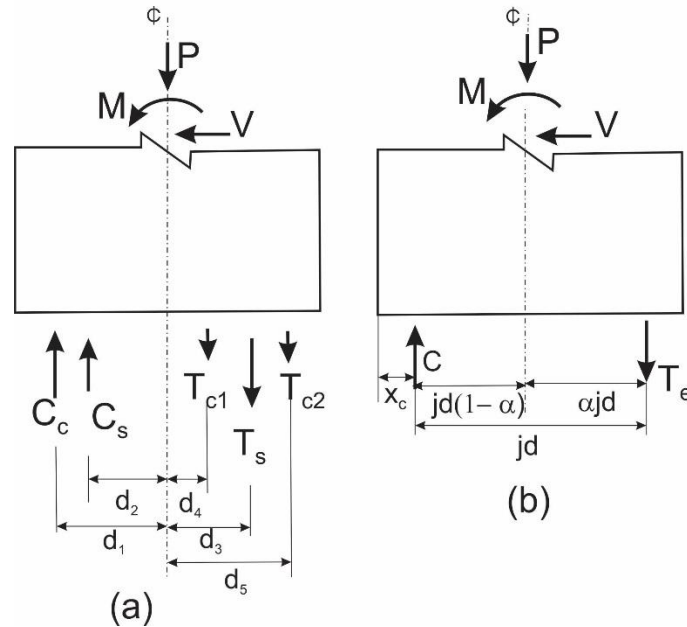 ¢ ¢
P P
M M
V V
C_c C_s T_c1 T_s T_c2
C T_e
x_c jd(1- α) αjd
jd
d_2 d_4
d_1 d_3
d_5
(a) (b)